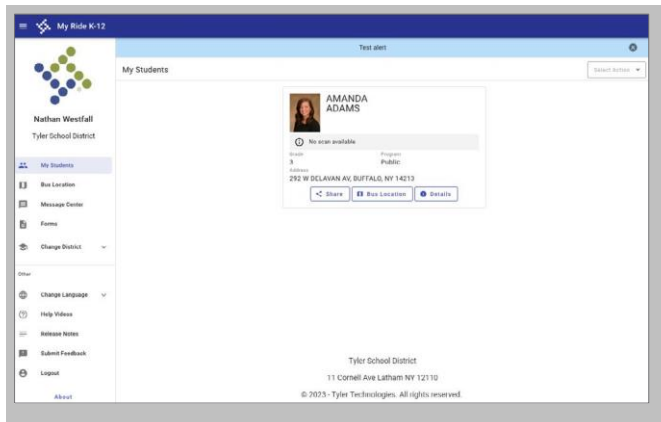 My Ride K-12
Test alert
Nathan Westfall
Tyler School District
My Students
Bus Location
Message Center
Forms
Change District
Other
Change Language
Help Videos
Release Notes
Submit Feedback
Logout
About
My Students
Select Action
AMANDA
ADAMS
No scan available
Grade
3
Program
Public
Address
292 W DELAVAN AV, BUFFALO, NY 14213
Share
Bus Location
Details
Tyler School District
11 Cornell Ave Latham NY 12110
© 2023 - Tyler Technologies. All rights reserved.